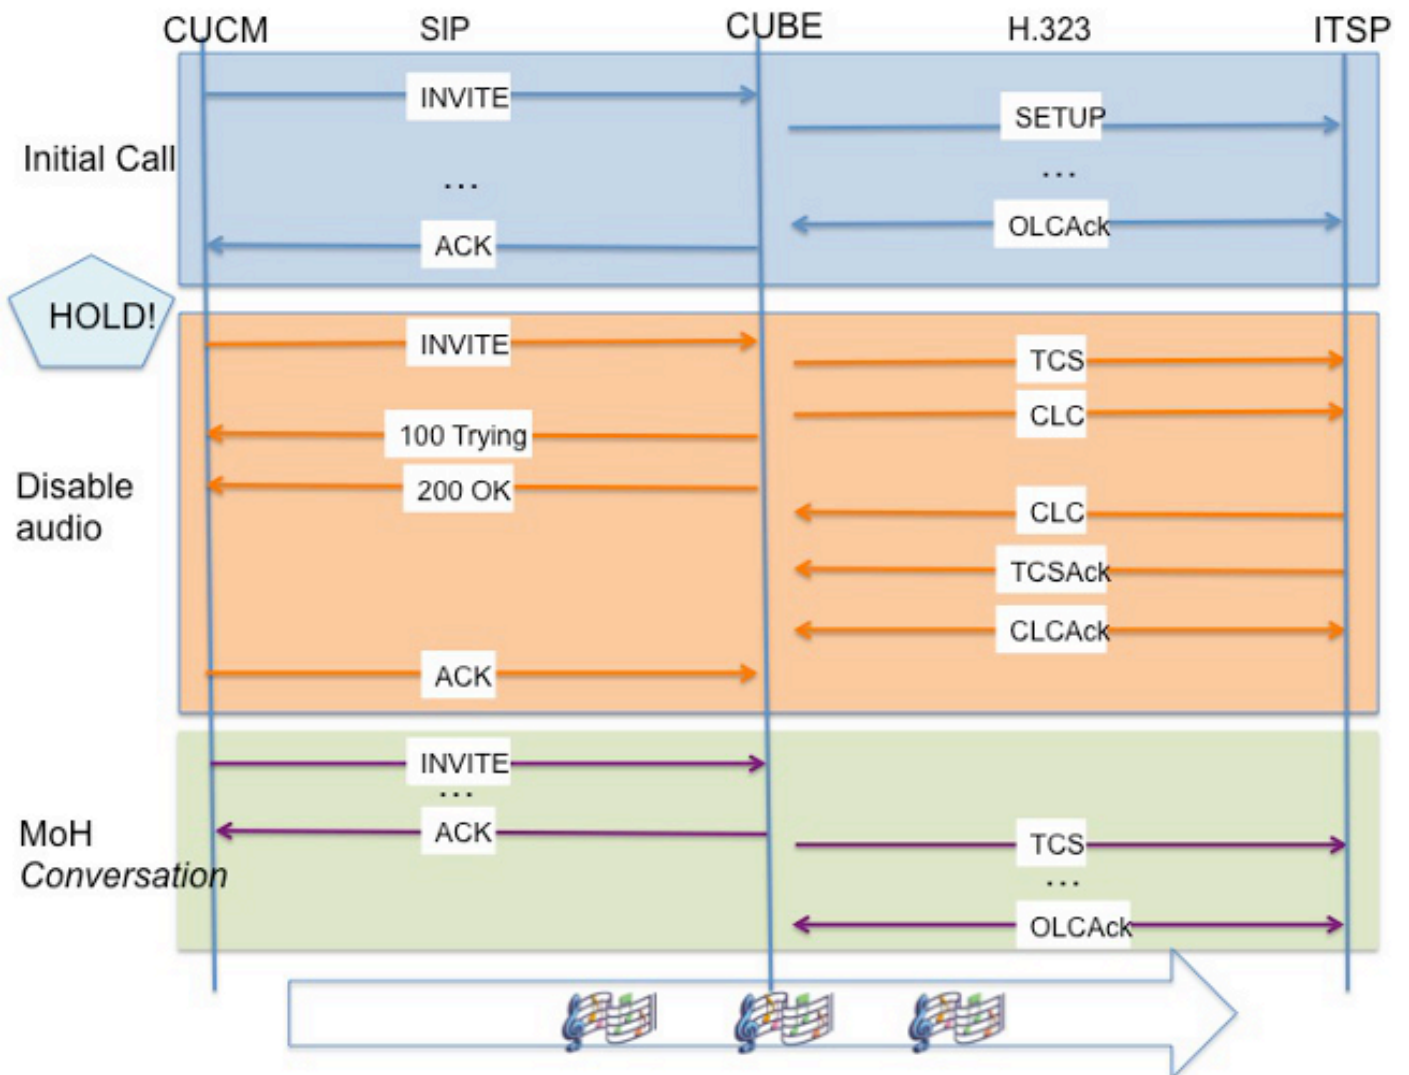 CUCM SIP CUBE H.323 ITSP
INVITE
SETUP
Initial Call
...
...
OLCAck
ACK
HOLD!
INVITE
TCS
CLC
100 Trying
200 OK
Disable
audio
CLC
TCSAck
CLCAck
ACK
INVITE
...
ACK
MoH
Conversation
TCS
...
OLCAck